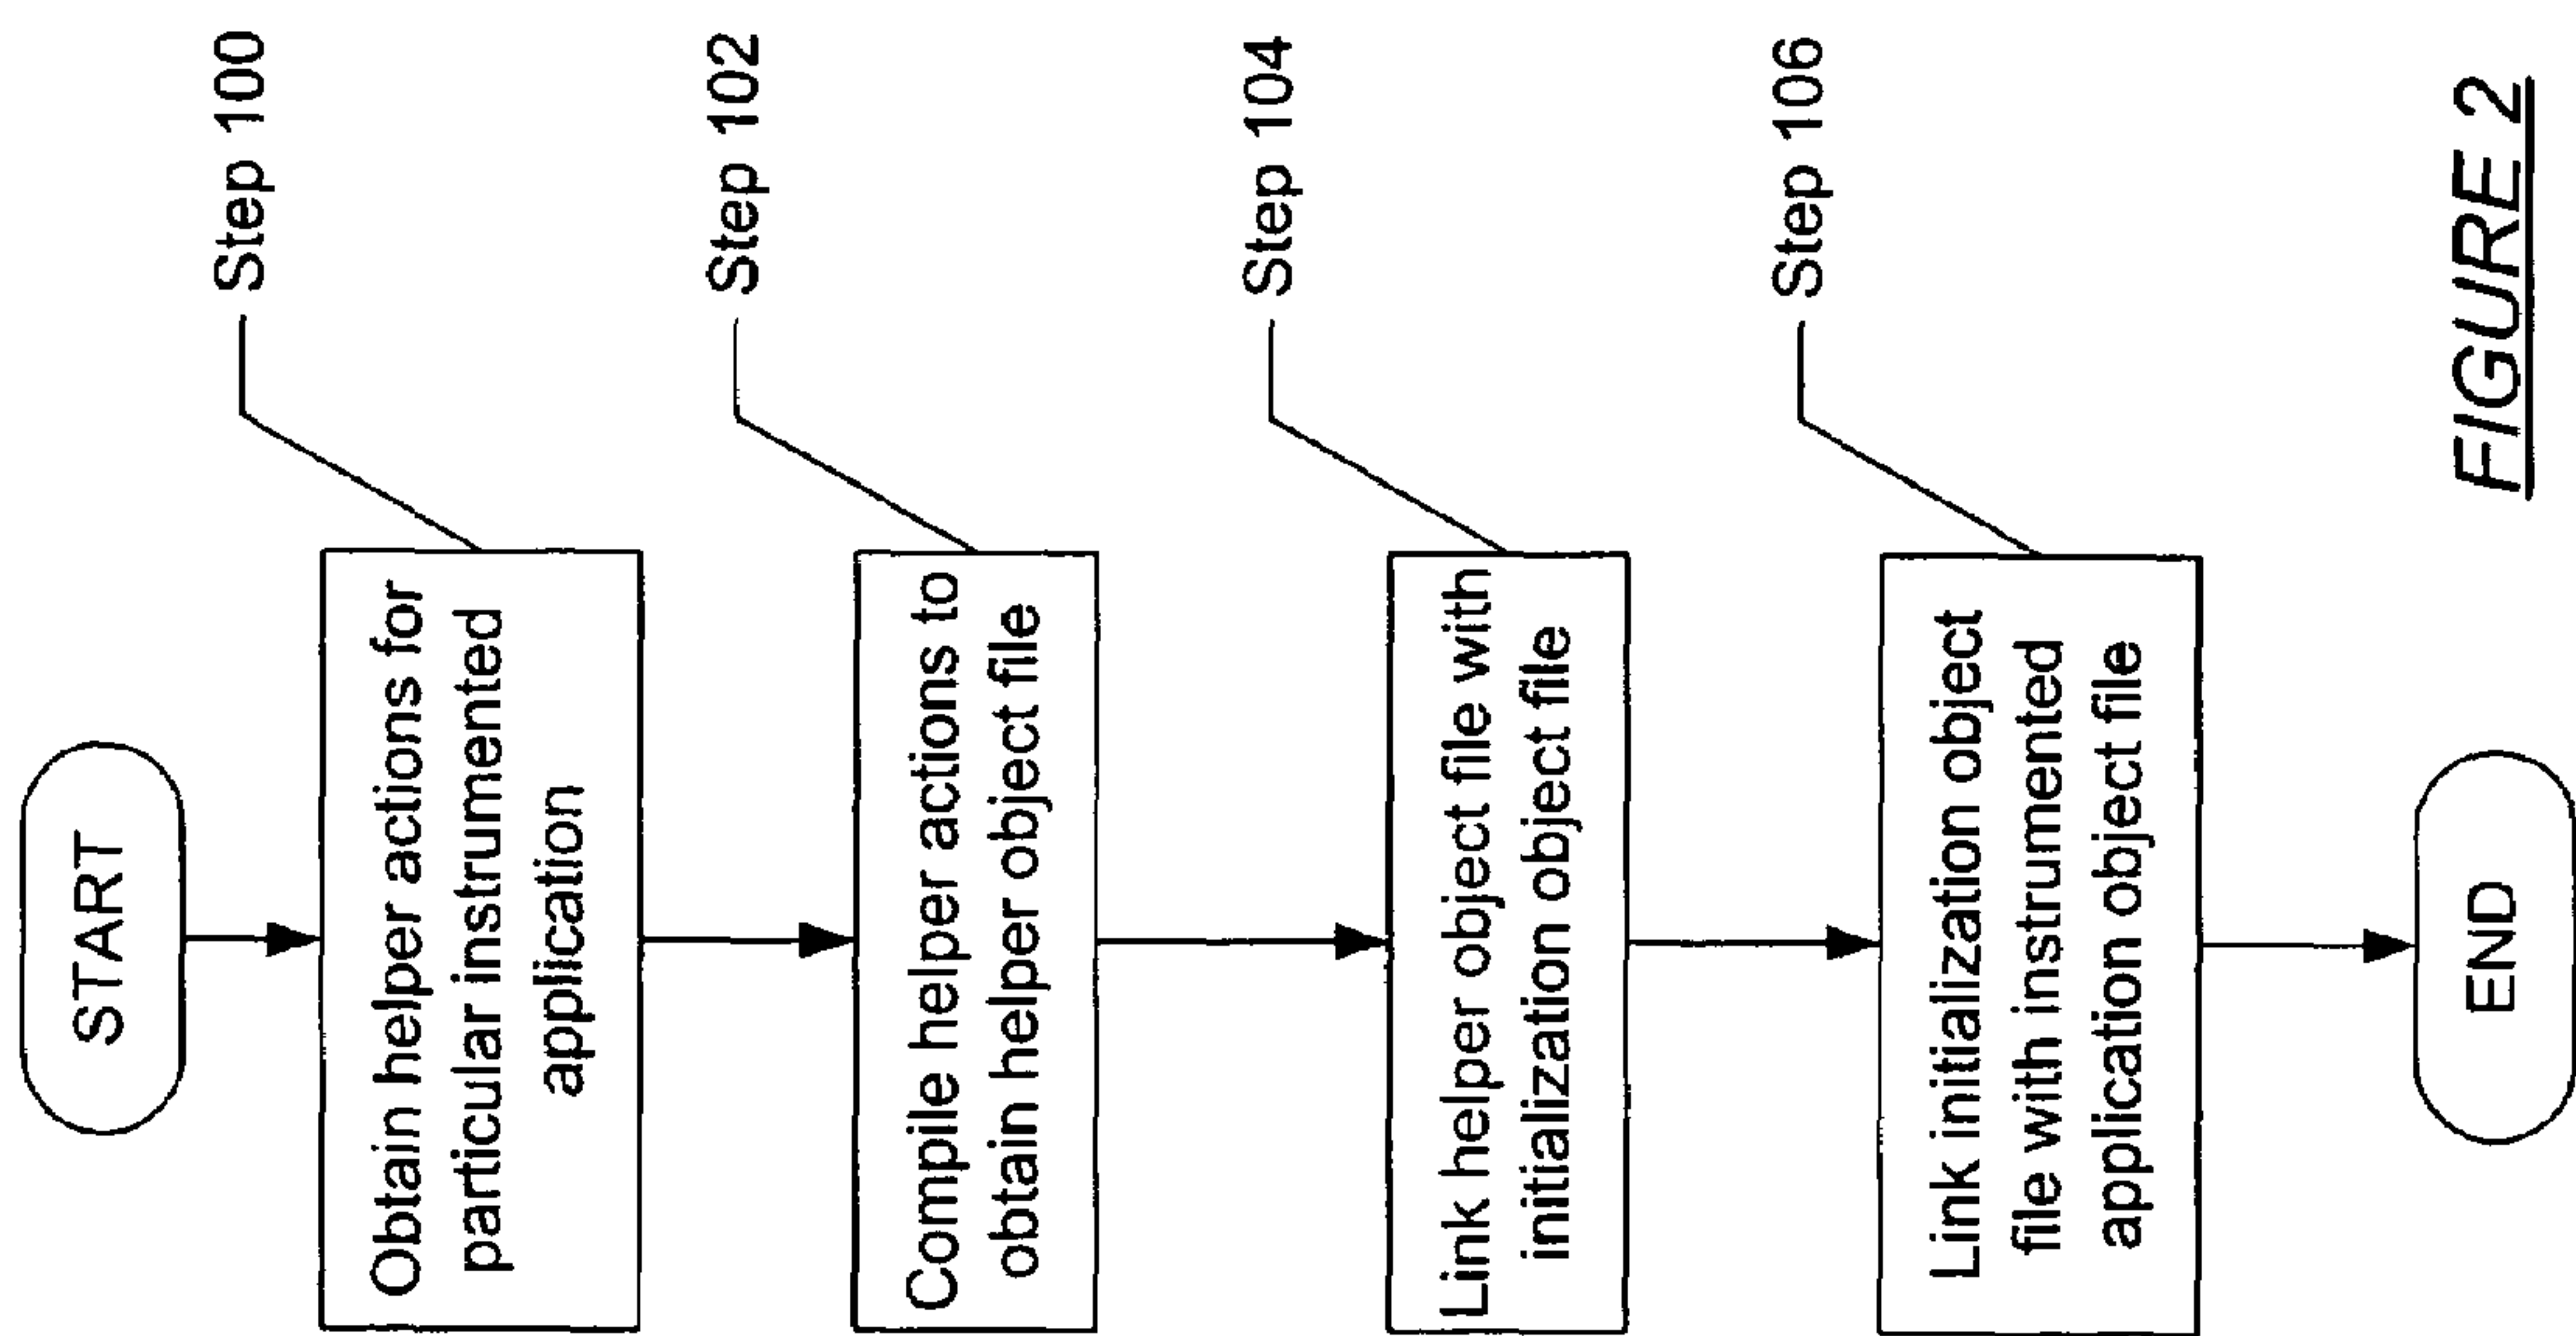 START
Step 100
Obtain helper actions for
particular instrumented
application
Step 102
Compile helper actions to
obtain helper object file
Step 104
Link helper object file with
initialization object file
Step 106
Link initialization object
file with instrumented
application object file
END
FIGURE 2